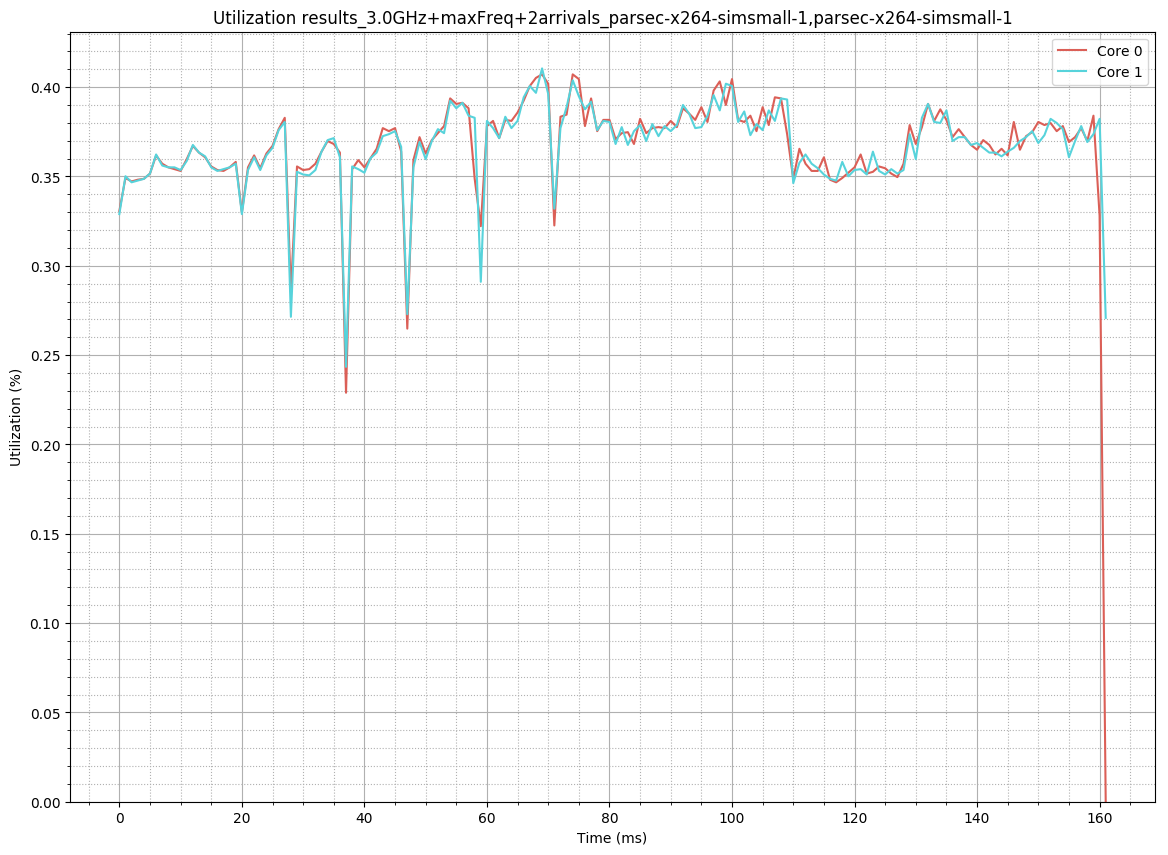 Utilization results_3.0GHz+maxFreq+2arrivals_parsec-x264-simsmall-1,parsec-x264-simsmall-1
Core 0
Core 1
0.40
0.35
0.30
0.25
0.20
0.15
0.10
0.05
0.00
Utilization (%)
0 20 40 60 80 100 120 140 160
Time (ms)